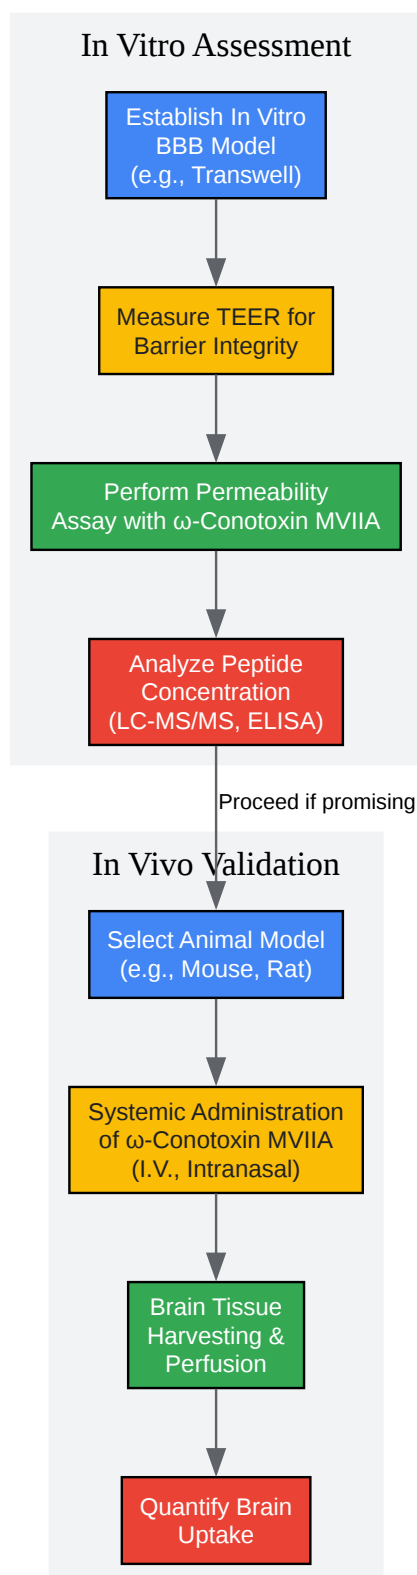 In Vitro Assessment
Establish In Vitro
BBB Model
(e.g., Transwell)
Measure TEER for
Barrier Integrity
Perform Permeability
Assay with ω-Conotoxin MVIIA
Analyze Peptide
Concentration
(LC-MS/MS, ELISA)
Proceed if promising
In Vivo Validation
Select Animal Model
(e.g., Mouse, Rat)
Systemic Administration
of ω-Conotoxin MVIIA
(I.V., Intranasal)
Brain Tissue
Harvesting &
Perfusion
Quantify Brain
Uptake